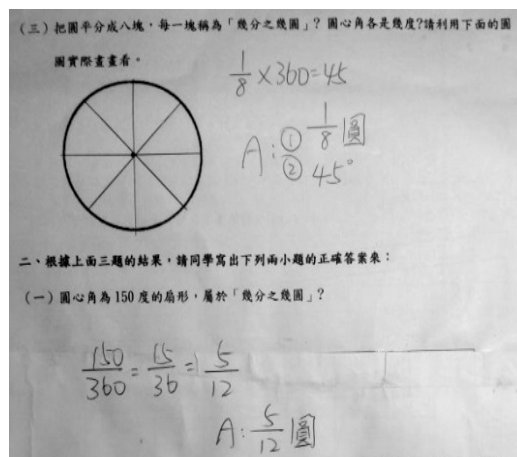 (三)把圓平分成八塊,每一塊稱為「幾分之幾圓」?圓心角各是幾度?請利用下面的圓
圖實際畫畫看。
1/8 ×360=45
A:① 1/8 圓
② 45°
二、根據上面三題的結果,請同學寫出下列兩小題的正確答案來:
(一)圓心角為150度的扇形,屬於「幾分之幾圓」?
150/360 = 15/36 = 5/12
A: 5/12 圓